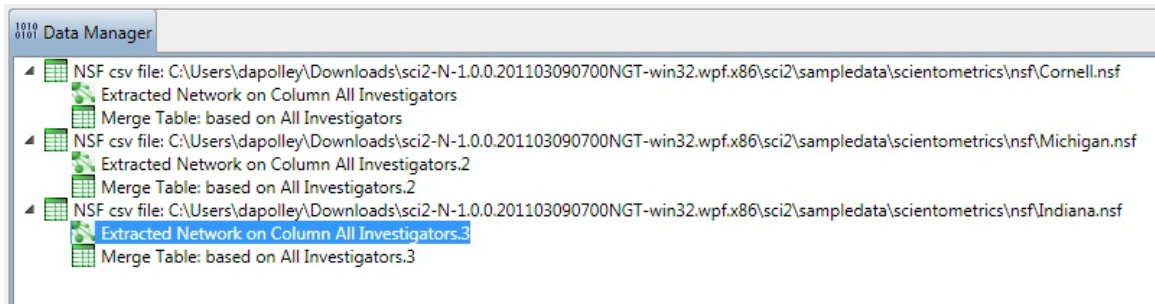 1010
0101 Data Manager
NSF csv file: C:\Users\dapolley\Downloads\sci2-N-1.0.0.201103090700NGT-win32.wpf.x86\sci2\sampledata\scientometrics\nsf\Cornell.nsf
Extracted Network on Column All Investigators
Merge Table: based on All Investigators
NSF csv file: C:\Users\dapolley\Downloads\sci2-N-1.0.0.201103090700NGT-win32.wpf.x86\sci2\sampledata\scientometrics\nsf\Michigan.nsf
Extracted Network on Column All Investigators.2
Merge Table: based on All Investigators.2
NSF csv file: C:\Users\dapolley\Downloads\sci2-N-1.0.0.201103090700NGT-win32.wpf.x86\sci2\sampledata\scientometrics\nsf\Indiana.nsf
Extracted Network on Column All Investigators.3
Merge Table: based on All Investigators.3